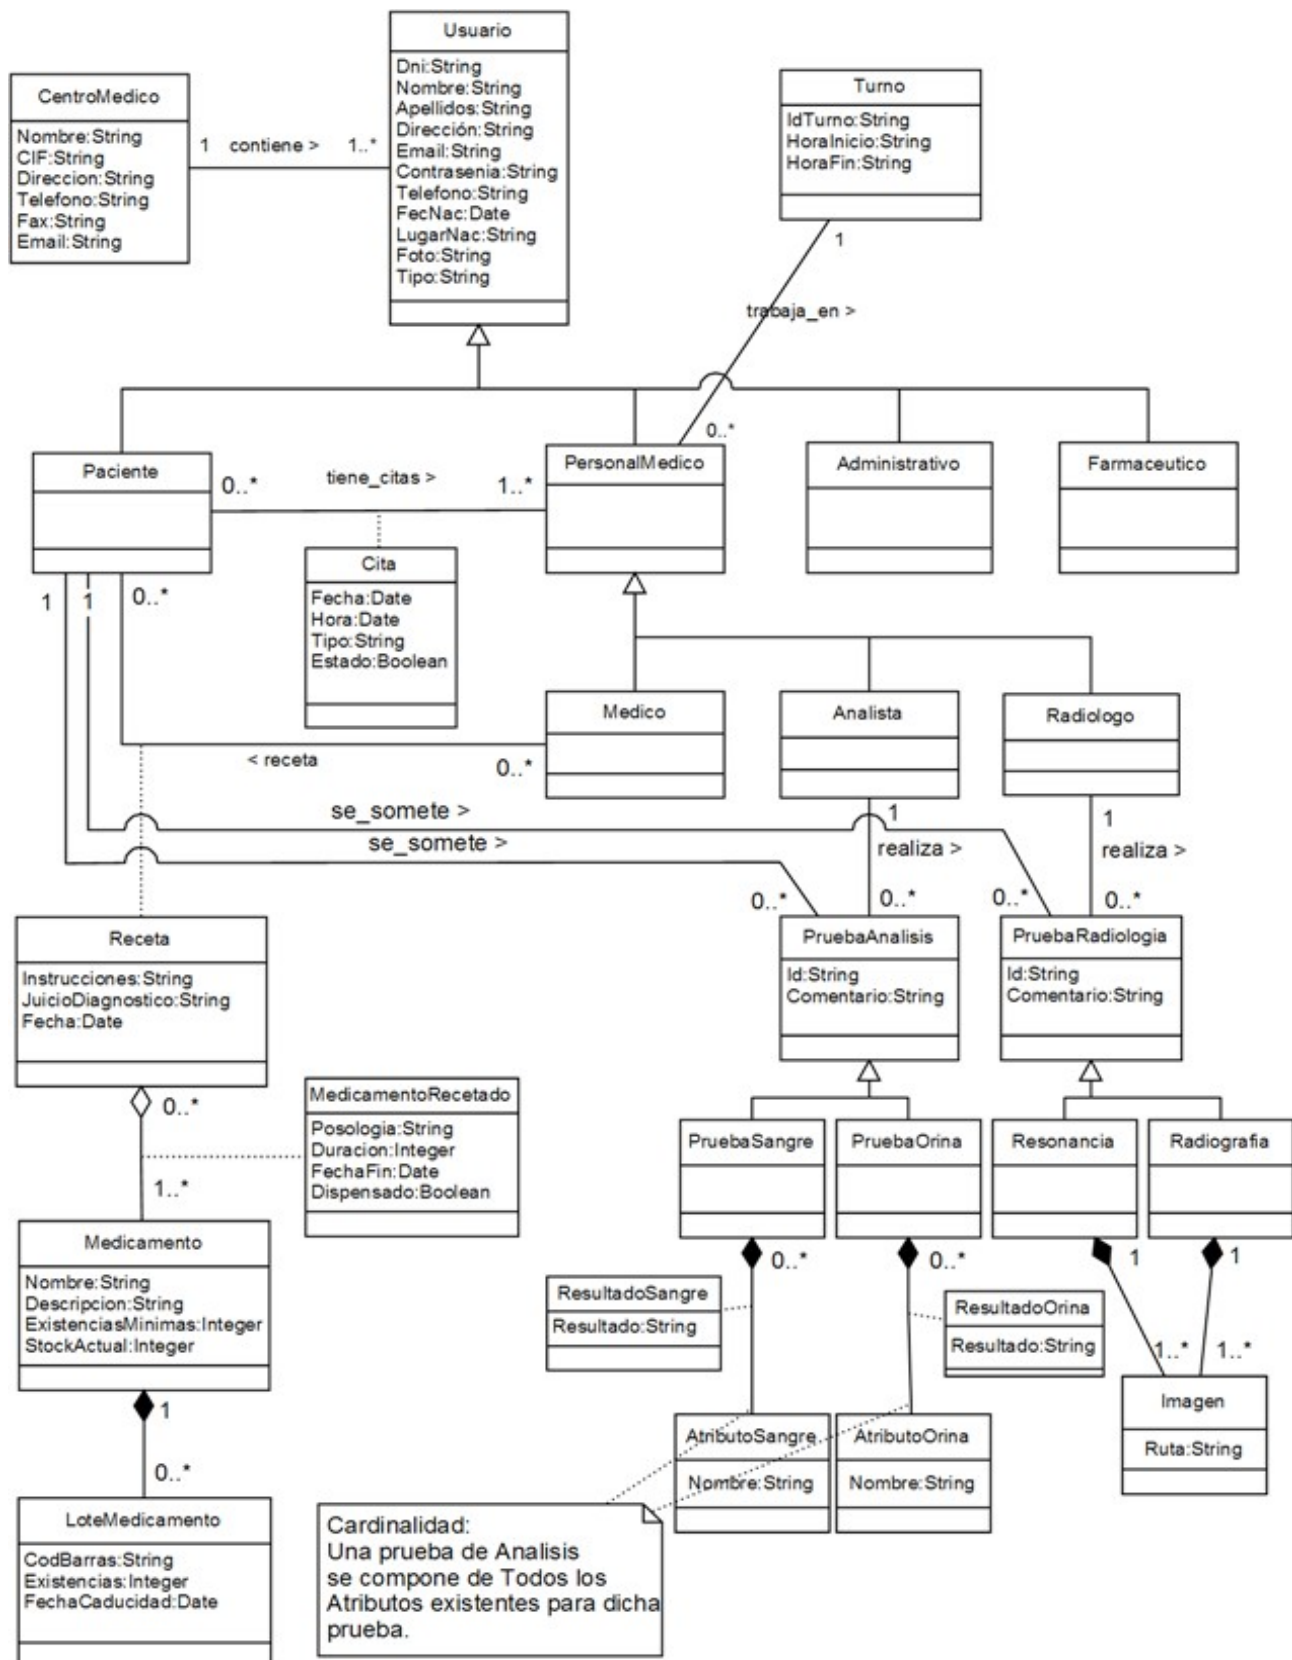 Usuario
Dni:String
Nombre:String
Apellidos:String
Dirección:String
Email:String
Contrasenia:String
Telefono:String
FecNac:Date
LugarNac:String
Foto:String
Tipo:String
CentroMedico
Nombre:String
CIF:String
Direccion:String
Telefono:String
Fax:String
Email:String
1 contiene > 1..*
Turno
IdTurno:String
HoraInicio:String
HoraFin:String
1
trabaja_en >
0..*
Paciente
0..* tiene_citas > 1..*
PersonalMedico
Administrativo
Farmaceutico
1 1 0..*
Cita
Fecha:Date
Hora:Date
Tipo:String
Estado:Boolean
Medico
Analista
Radiologo
< receta 0..*
se_somete >
se_somete >
1
realiza >
1
realiza >
0..* 0..* 0..* 0..*
Receta
Instrucciones:String
JuicioDiagnostico:String
Fecha:Date
PruebaAnalisis
Id:String
Comentario:String
PruebaRadiologia
Id:String
Comentario:String
0..*
MedicamentoRecetado
Posologia:String
Duracion:Integer
FechaFin:Date
Dispensado:Boolean
1..*
PruebaSangre
PruebaOrina
Resonancia
Radiografia
Medicamento
Nombre:String
Descripcion:String
ExistenciasMinimas:Integer
StockActual:Integer
0..* 0..* 1 1
ResultadoSangre
Resultado:String
ResultadoOrina
Resultado:String
1..* 1..*
Imagen
Ruta:String
1
0..*
AtributoSangre
Nombre:String
AtributoOrina
Nombre:String
LoteMedicamento
CodBarras:String
Existencias:Integer
FechaCaducidad:Date
Cardinalidad:
Una prueba de Analisis
se compone de Todos los
Atributos existentes para dicha
prueba.